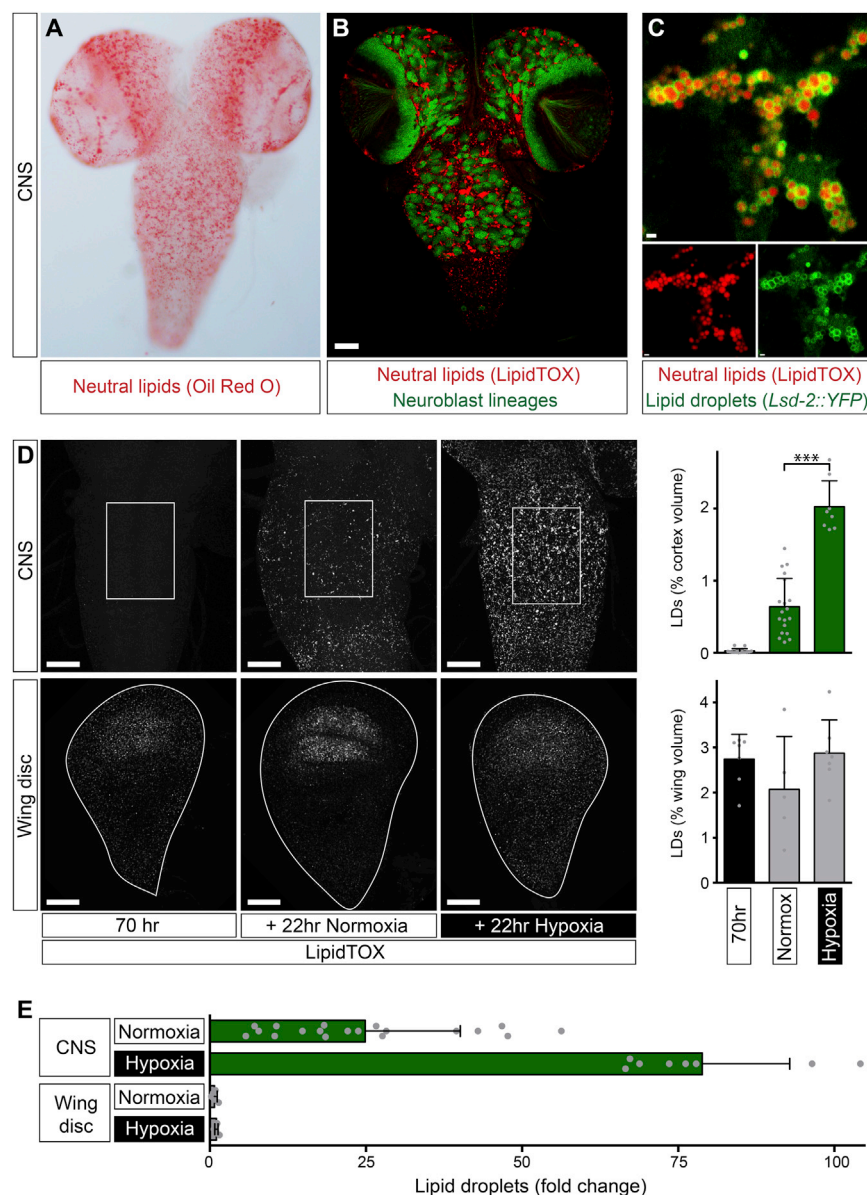 A
B
C
CNS
Neutral lipids (Oil Red O)
Neutral lipids (LipidTOX)
Neuroblast lineages
Neutral lipids (LipidTOX)
Lipid droplets (Lsd-2::YFP)
D
CNS
Wing disc
70 hr
+ 22hr Normoxia
+ 22hr Hypoxia
LipidTOX
***
LDs (% cortex volume)
2
1
0
LDs (% wing volume)
4
3
2
1
0
70hr
Normox
Hypoxia
E
CNS
Normoxia
Hypoxia
Wing
disc
Normoxia
Hypoxia
0 25 50 75 100
Lipid droplets (fold change)